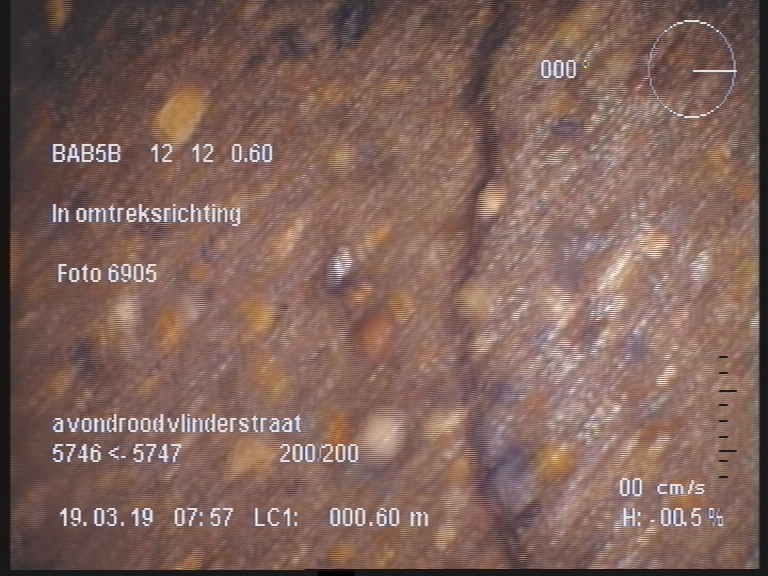 000°
BAB5B 12 12 0.60
In omtreksrichting
Foto 6905
avondroodvlinderstraat
5746 <- 5747 200/200
00 cm/s
19.03.19 07:57 LC1: 000.60 m H: -00.5 %